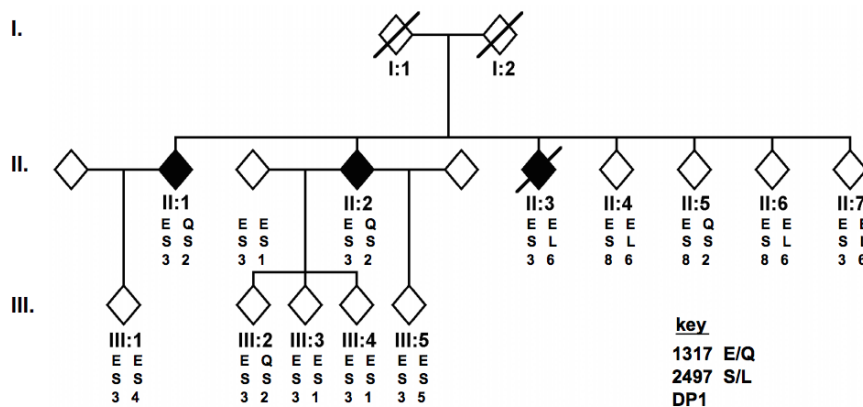 I.
I:1 I:2
II.
II:1 II:2 II:3 II:4 II:5 II:6 II:7
E Q E E E Q E E E E E Q E E E E
S S S S S S S L S L S S S L S L
3 2 3 1 3 2 3 6 8 6 8 2 8 6 3 6
III.
III:1 III:2 III:3 III:4 III:5
E E E Q E E E E E E
S S S S S S S S S S
3 4 3 2 3 1 3 1 3 5
key
1317 E/Q
2497 S/L
DP1